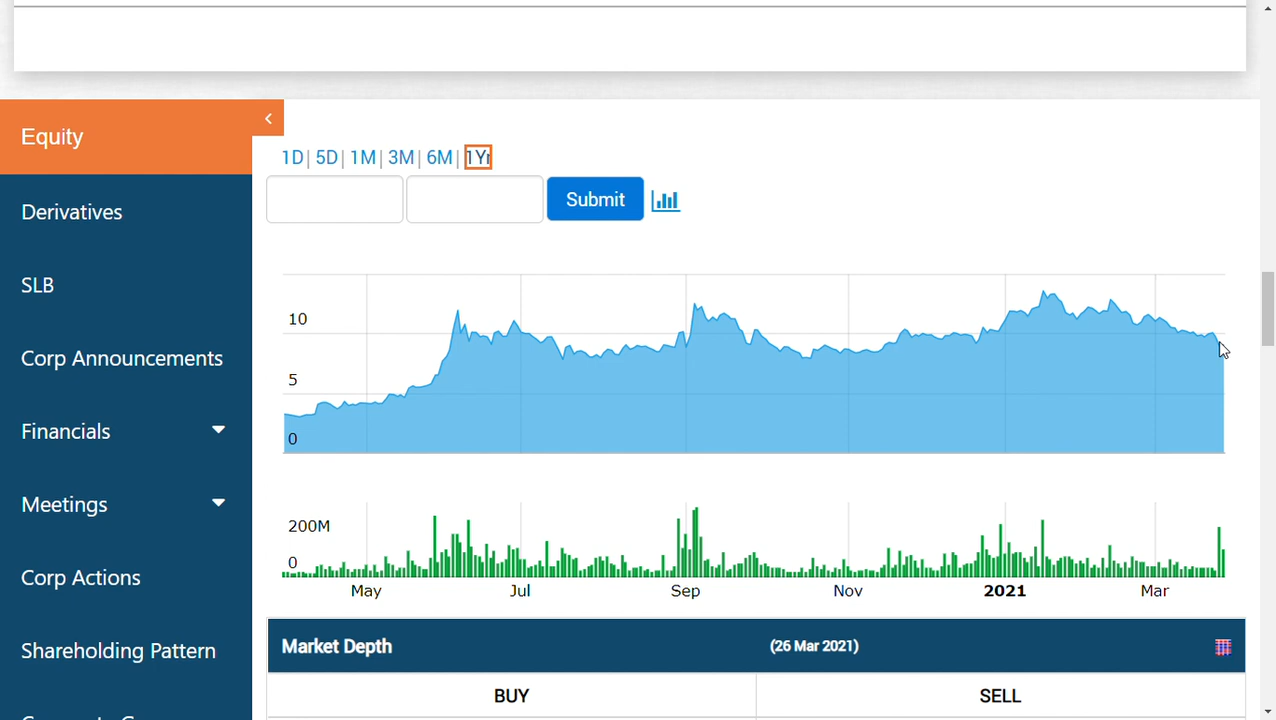 Equity
1D| 5D| 1M| 3M| 6M| 1Yr
Submit
Derivatives
SLB
Corp Announcements
Financials
Meetings
Corp Actions
Shareholding Pattern
10
5
0
200M
0
May Jul Sep Nov 2021 Mar
Market Depth (26 Mar 2021)
BUY SELL